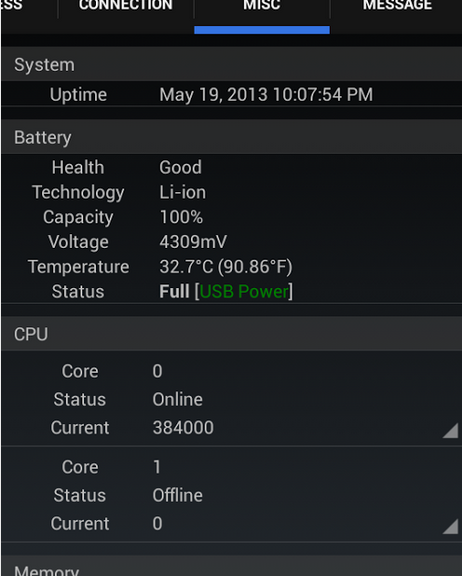 ESS CONNECTION MISC MESSAGE
System
Uptime May 19, 2013 10:07:54 PM
Battery
Health Good
Technology Li-ion
Capacity 100%
Voltage 4309mV
Temperature 32.7°C (90.86°F)
Status Full [USB Power]
CPU
Core 0
Status Online
Current 384000
Core 1
Status Offline
Current 0
Memory